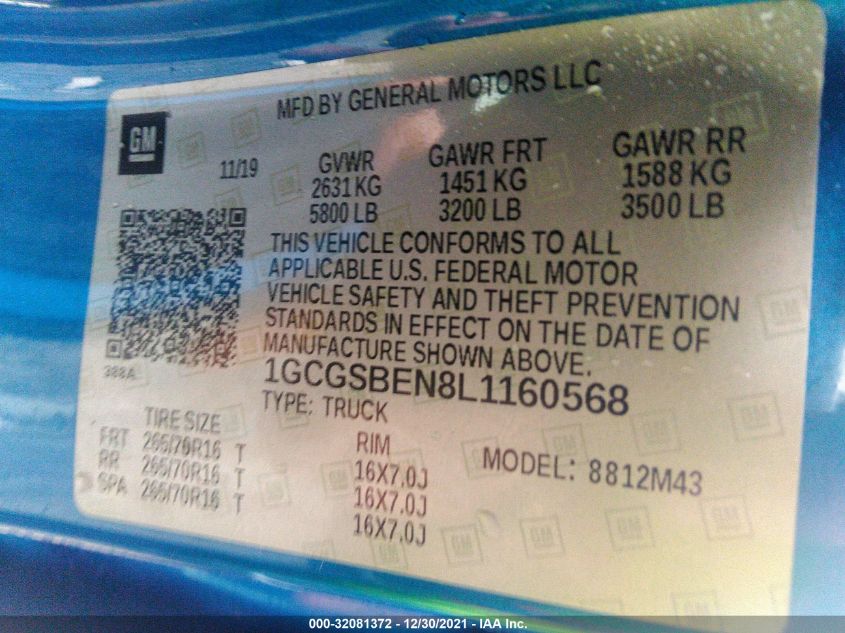 MFD BY GENERAL MOTORS LLC
GM
11/19
GVWR GAWR FRT GAWR RR
2631 KG 1451 KG 1588 KG
5800 LB 3200 LB 3500 LB
THIS VEHICLE CONFORMS TO ALL
APPLICABLE U.S. FEDERAL MOTOR
VEHICLE SAFETY AND THEFT PREVENTION
STANDARDS IN EFFECT ON THE DATE OF
MANUFACTURE SHOWN ABOVE.
388A
1GCGSBEN8L1160568
TYPE: TRUCK
TIRE SIZE RIM MODEL: 8812M43
FRT 265/70R16 T 16X7.0J
RR 265/70R16 T 16X7.0J
SPA 265/70R16 T 16X7.0J
000-32081372 - 12/30/2021 - IAA Inc.